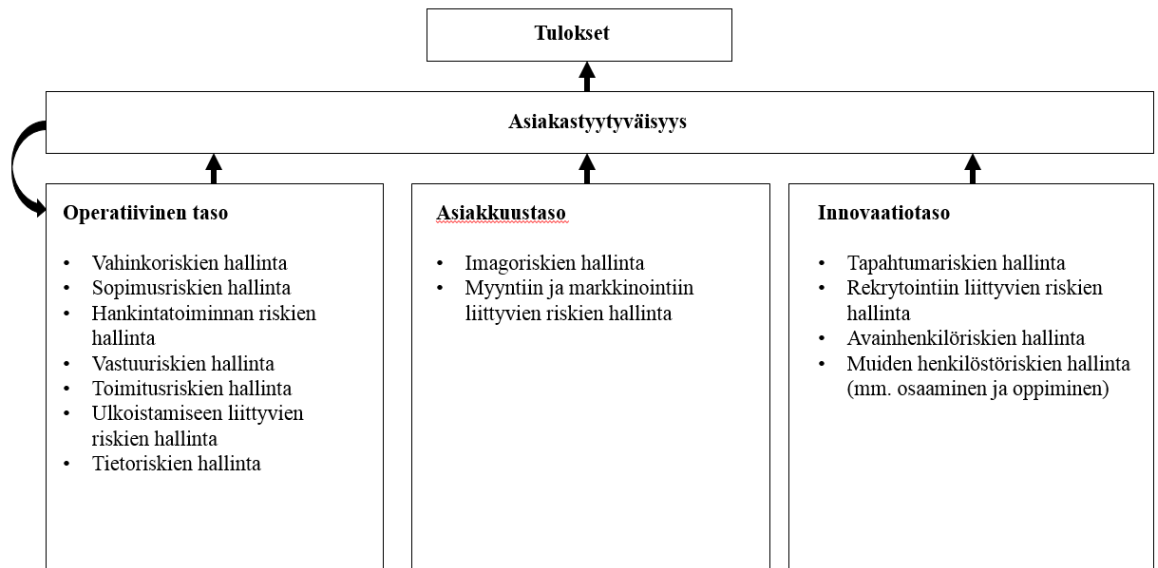 Tulokset
Asiakastyytyväisyys
Operatiivinen taso
• Vahinkoriskien hallinta
• Sopimusriskien hallinta
• Hankintatoiminnan riskien
hallinta
• Vastuuriskien hallinta
• Toimitusriskien hallinta
• Ulkoistamiseen liittyvien
riskien hallinta
• Tietoriskien hallinta
Asiakkuustaso
• Imagoriskien hallinta
• Myyntiin ja markkinointiin
liittyvien riskien hallinta
Innovaatiotaso
• Tapahtumariskien hallinta
• Rekrytointiin liittyvien riskien
hallinta
• Avainhenkilöriskien hallinta
• Muiden henkilöstöriskien hallinta
(mm. osaaminen ja oppiminen)